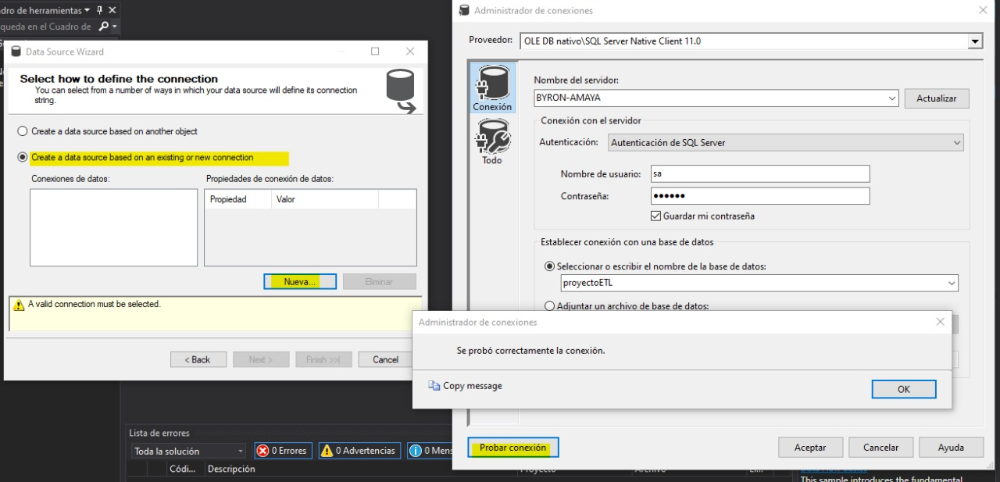 dro de herramientas
queda en el Cuadro de
Data Source Wizard
Select how to define the connection
You can select from a number of ways in which your data source will define its connection
string.
Create a data source based on another object
Create a data source based on an existing or new connection
Conexiones de datos:
Propiedades de conexión de datos:
Propiedad
Valor
Nueva...
Eliminar
A valid connection must be selected.
< Back
Next >
Finish >>|
Cancel
Administrador de conexiones
Proveedor:
OLE DB nativo\SQL Server Native Client 11.0
Conexión
Todo
Nombre del servidor:
BYRON-AMAYA
Actualizar
Conexión con el servidor
Autenticación:
Autenticación de SQL Server
Nombre de usuario:
sa
Contraseña:
••••••
Guardar mi contraseña
Establecer conexión con una base de datos
Seleccionar o escribir el nombre de la base de datos:
proyectoETL
Adjuntar un archivo de base de datos:
Administrador de conexiones
Se probó correctamente la conexión.
Copy message
OK
Probar conexión
Aceptar
Cancelar
Ayuda
Lista de errores
Toda la solución
0 Errores
0 Advertencias
0 Mens
Códi...
Descripción
This sample introduces the fundamental